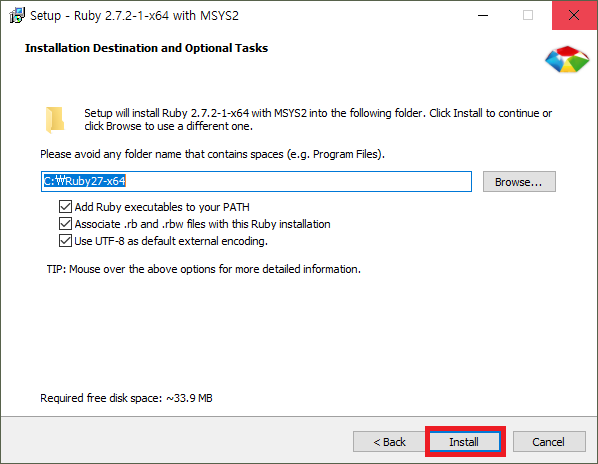 Setup - Ruby 2.7.2-1-x64 with MSYS2
Installation Destination and Optional Tasks
Setup will install Ruby 2.7.2-1-x64 with MSYS2 into the following folder. Click Install to continue or
click Browse to use a different one.
Please avoid any folder name that contains spaces (e.g. Program Files).
C:₩Ruby27-x64
Browse...
Add Ruby executables to your PATH
Associate .rb and .rbw files with this Ruby installation
Use UTF-8 as default external encoding.
TIP: Mouse over the above options for more detailed information.
Required free disk space: ~33.9 MB
< Back
Install
Cancel